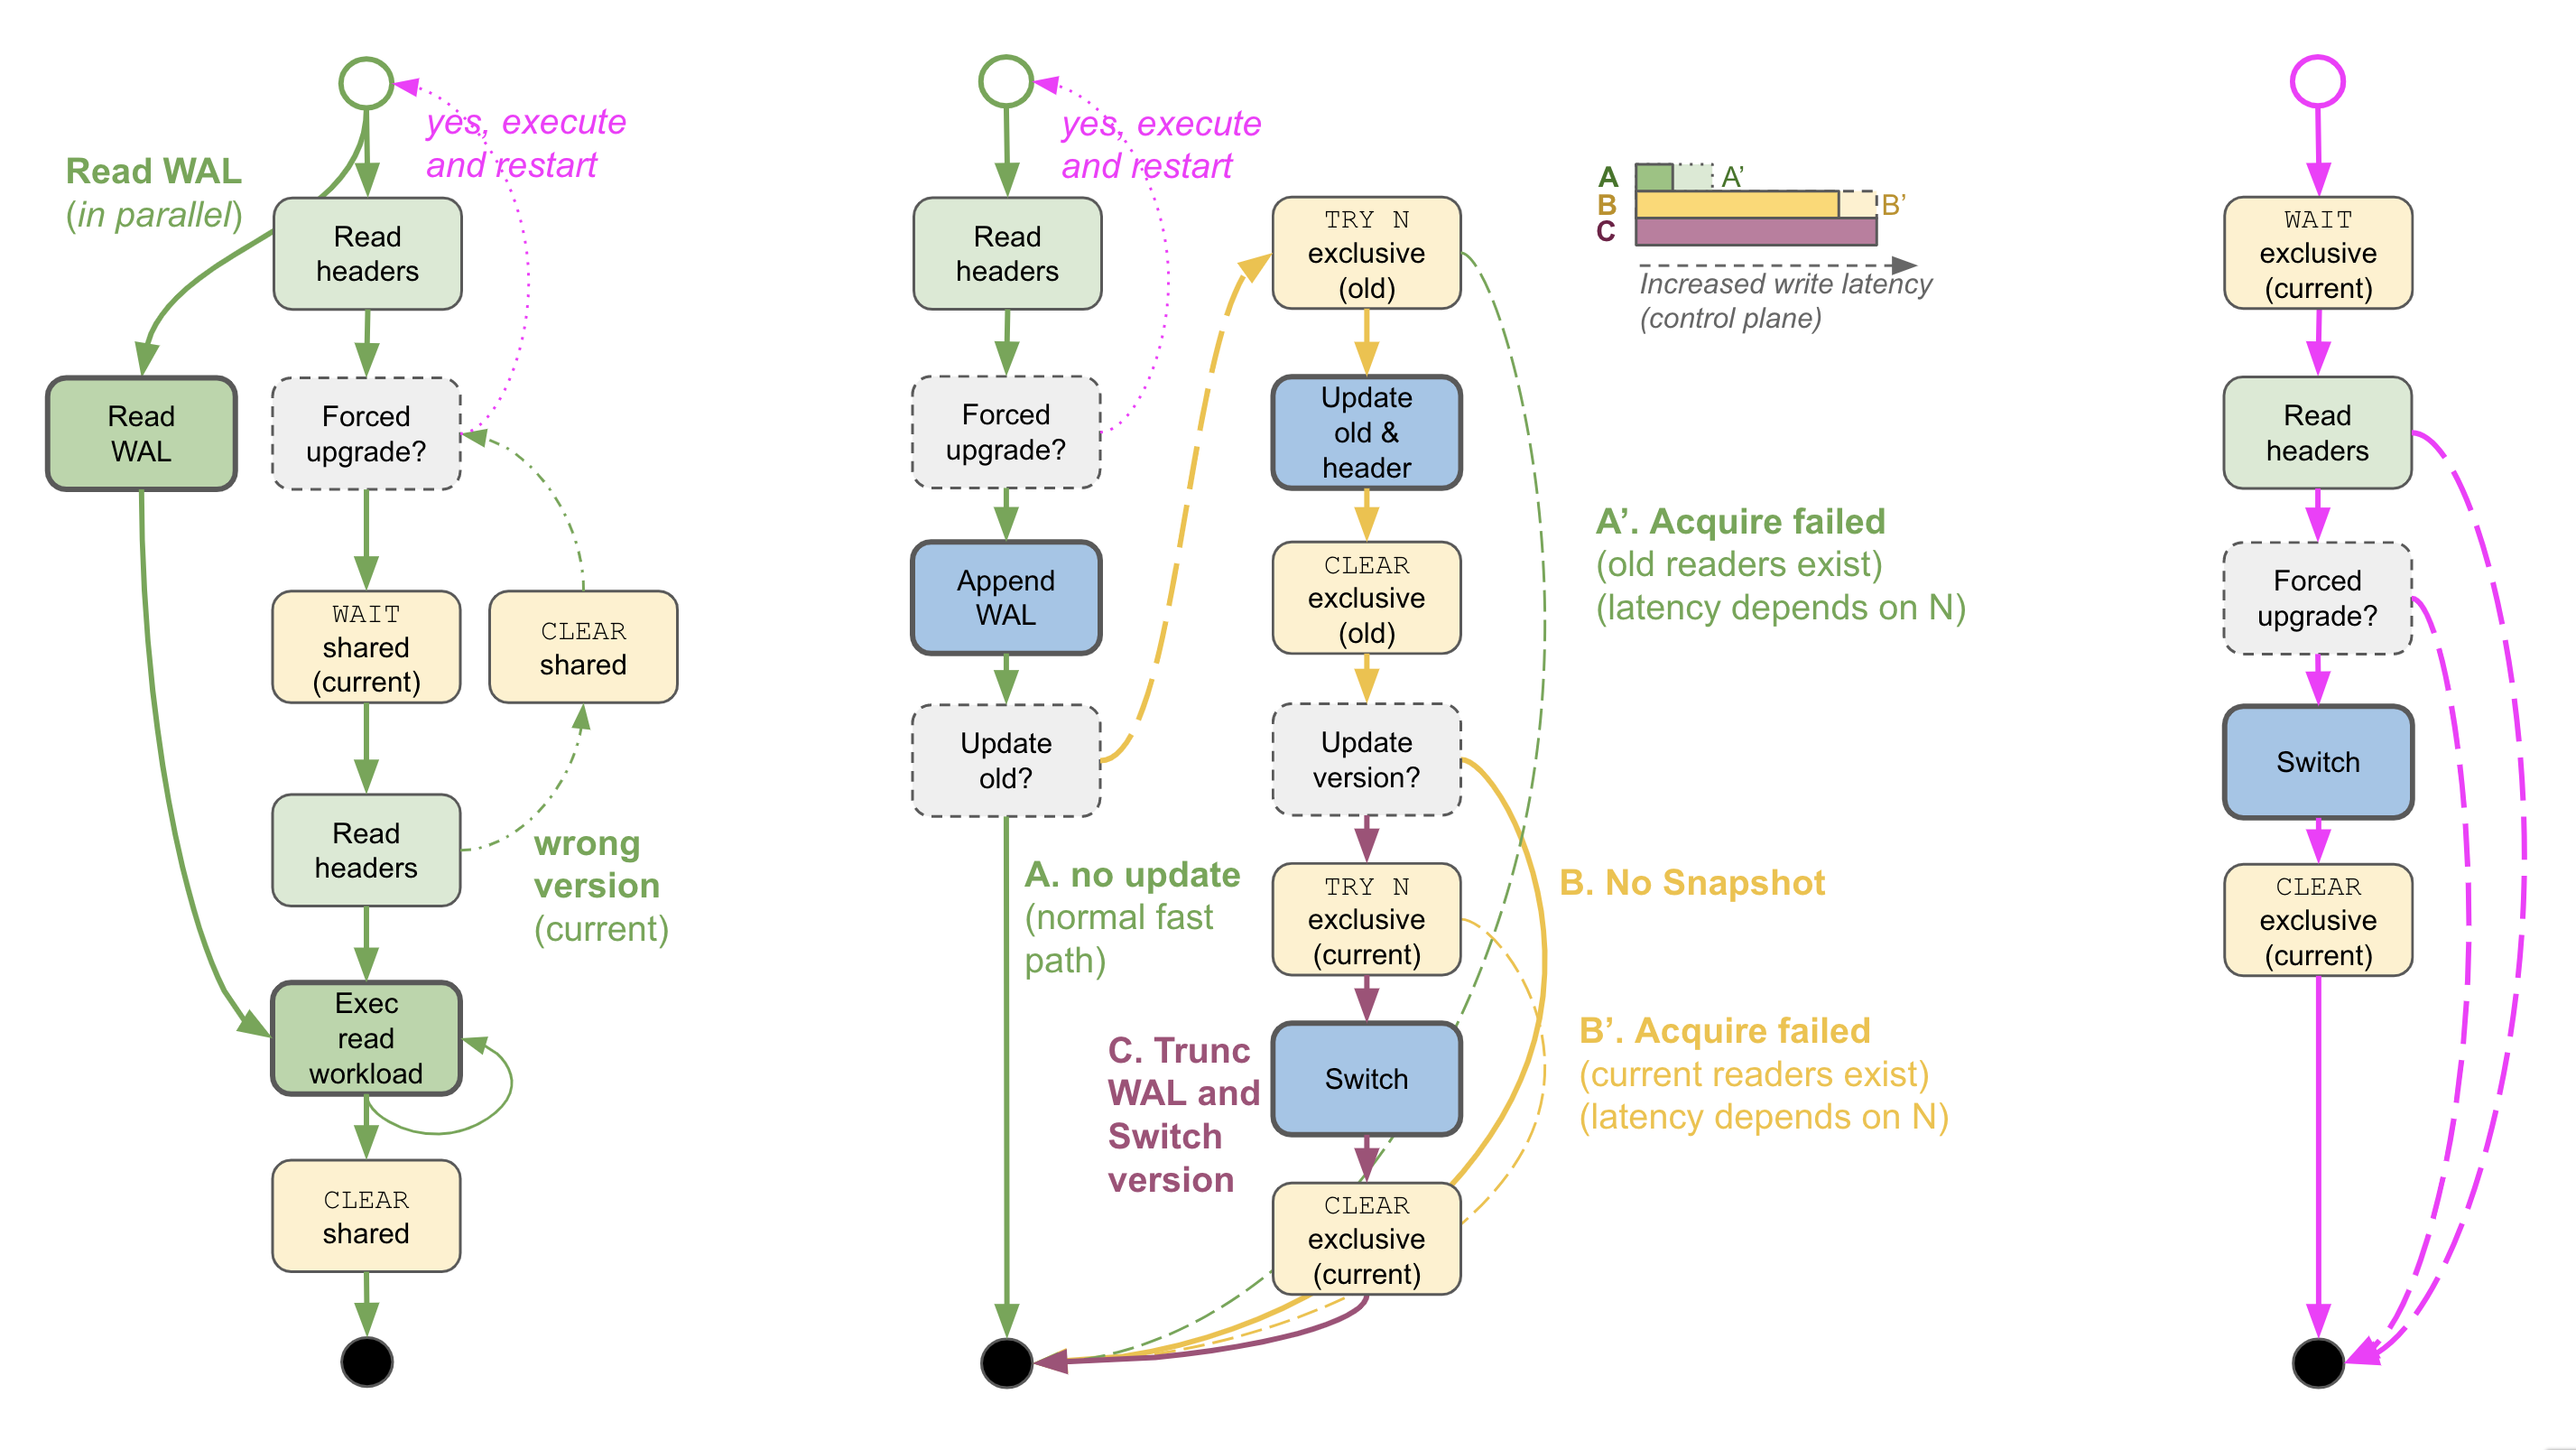 yes, execute
and restart
Read WAL
(in parallel)
Read
headers
Read
WAL
Forced
upgrade?
WAIT
shared
(current)
CLEAR
shared
Read
headers
wrong
version
(current)
Exec
read
workload
CLEAR
shared
yes, execute
and restart
Read
headers
Forced
upgrade?
Append
WAL
Update
old?
A. no update
(normal fast
path)
TRY N
exclusive
(old)
Update
old &
header
CLEAR
exclusive
(old)
Update
version?
TRY N
exclusive
(current)
C. Trunc
WAL and
Switch
version
Switch
CLEAR
exclusive
(current)
A A’
B B’
C
Increased write latency
(control plane)
A’. Acquire failed
(old readers exist)
(latency depends on N)
B. No Snapshot
B’. Acquire failed
(current readers exist)
(latency depends on N)
WAIT
exclusive
(current)
Read
headers
Forced
upgrade?
Switch
CLEAR
exclusive
(current)